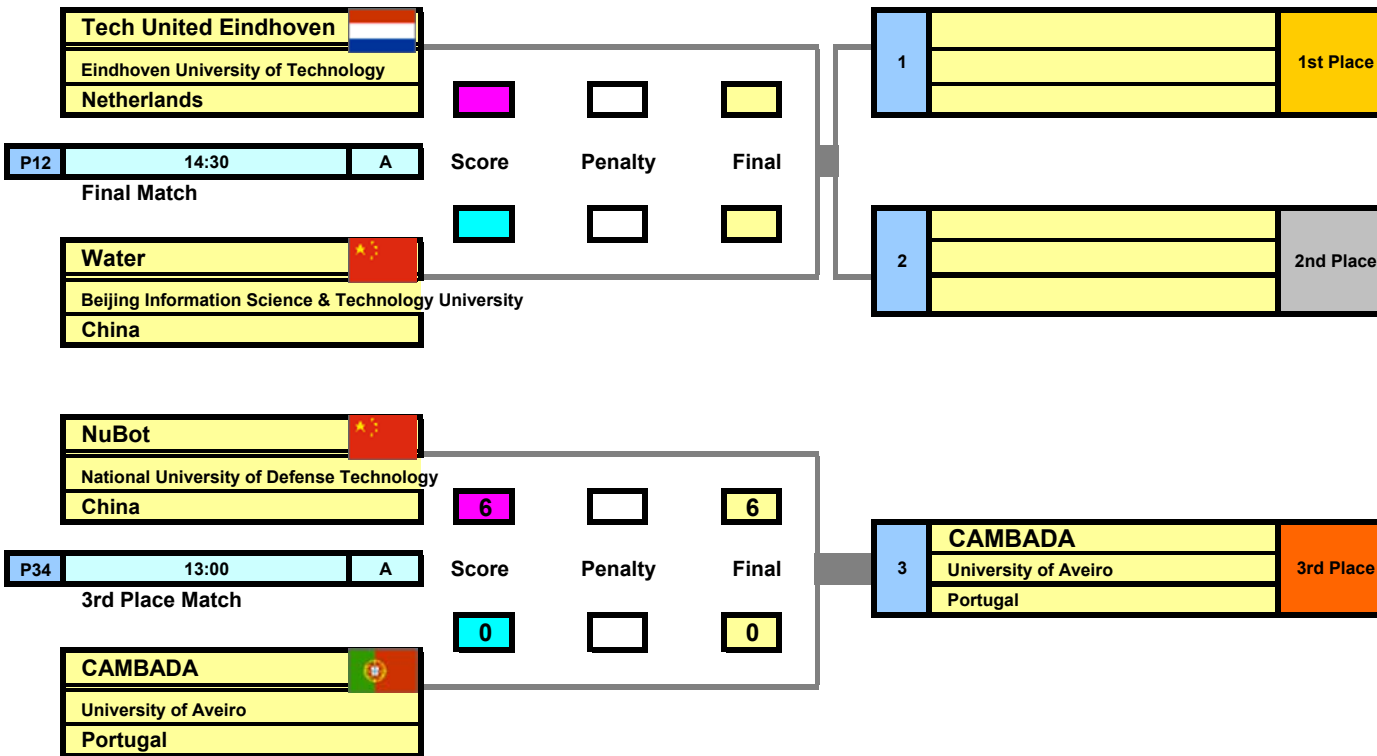 Tech United Eindhoven
Eindhoven University of Technology
Netherlands
P12 14:30 A Score Penalty Final
Final Match
Water
Beijing Information Science & Technology University
China
1 1st Place
2 2nd Place
NuBot
National University of Defense Technology
China
6 6
P34 13:00 A Score Penalty Final
3rd Place Match
0 0
CAMBADA
University of Aveiro
Portugal
CAMBADA
3 University of Aveiro 3rd Place
Portugal